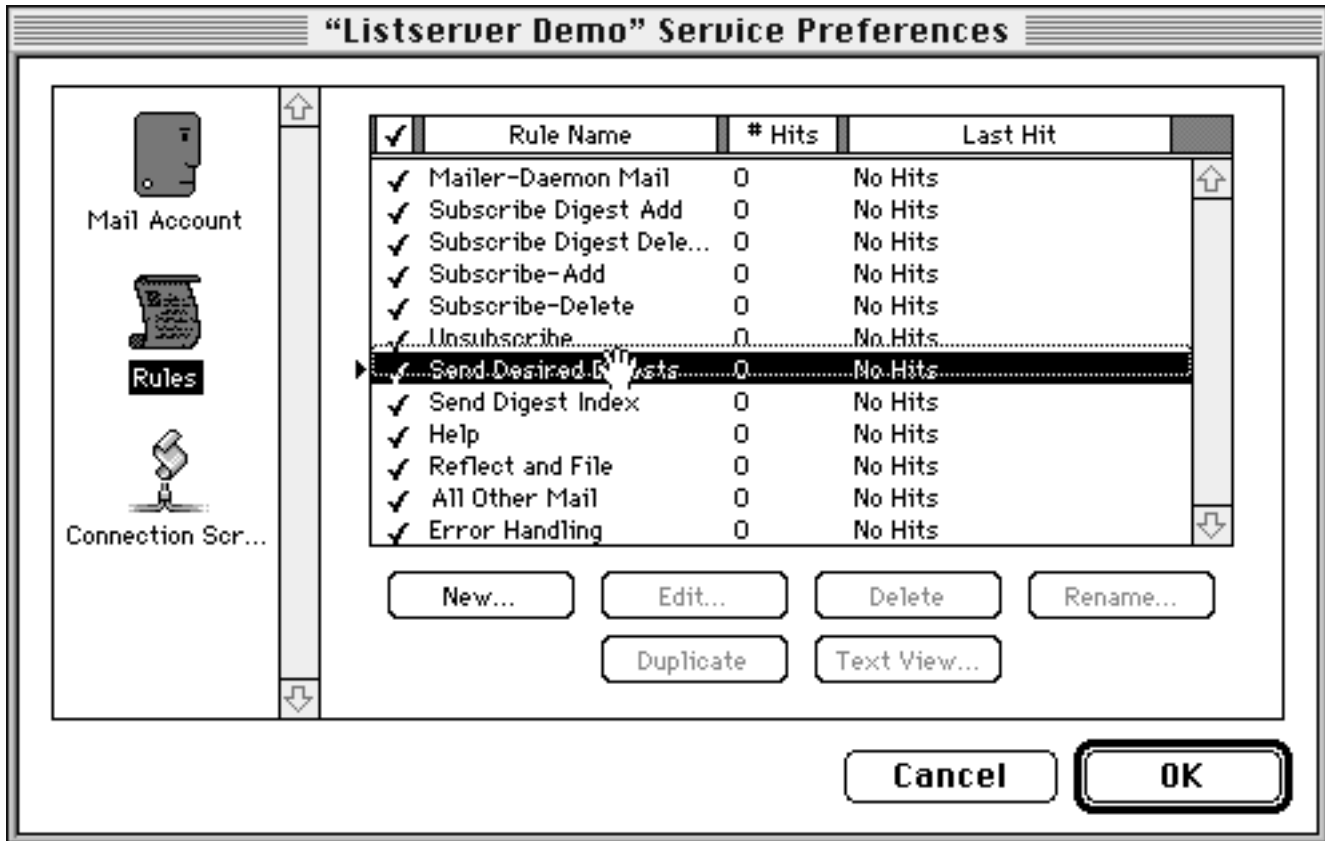 “Listserver Demo” Service Preferences
Mail Account
Rules
Connection Scr...
✓ Rule Name # Hits Last Hit
✓ Mailer-Daemon Mail 0 No Hits
✓ Subscribe Digest Add 0 No Hits
✓ Subscribe Digest Dele... 0 No Hits
✓ Subscribe-Add 0 No Hits
✓ Subscribe-Delete 0 No Hits
✓ Unsubscribe 0 No Hits
✓ Send Desired 0 No Hits
✓ Send Digest Index 0 No Hits
✓ Help 0 No Hits
✓ Reflect and File 0 No Hits
✓ All Other Mail 0 No Hits
✓ Error Handling 0 No Hits
New... Edit... Delete Rename...
Duplicate Text View...
Cancel OK